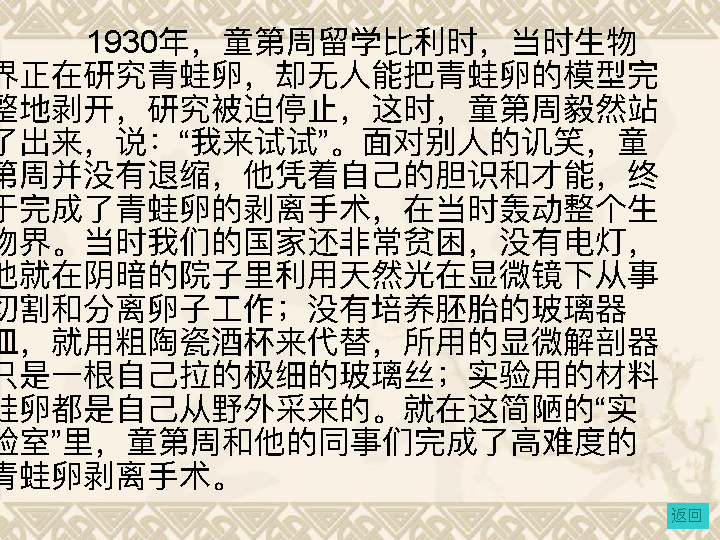 1930年，童第周留学比利时，当时生物
界正在研究青蛙卵，却无人能把青蛙卵的模型完
整地剥开，研究被迫停止，这时，童第周毅然站
了出来，说：“我来试试”。面对别人的讥笑，童
第周并没有退缩，他凭着自己的胆识和才能，终
于完成了青蛙卵的剥离手术，在当时轰动整个生
物界。当时我们的国家还非常贫困，没有电灯，
他就在阴暗的院子里利用天然光在显微镜下从事
切割和分离卵子工作；没有培养胚胎的玻璃器
皿，就用粗陶瓷酒杯来代替，所用的显微解剖器
只是一根自己拉的极细的玻璃丝；实验用的材料
蛙卵都是自己从野外采来的。就在这简陋的“实
验室”里，童第周和他的同事们完成了高难度的
青蛙卵剥离手术。
返回